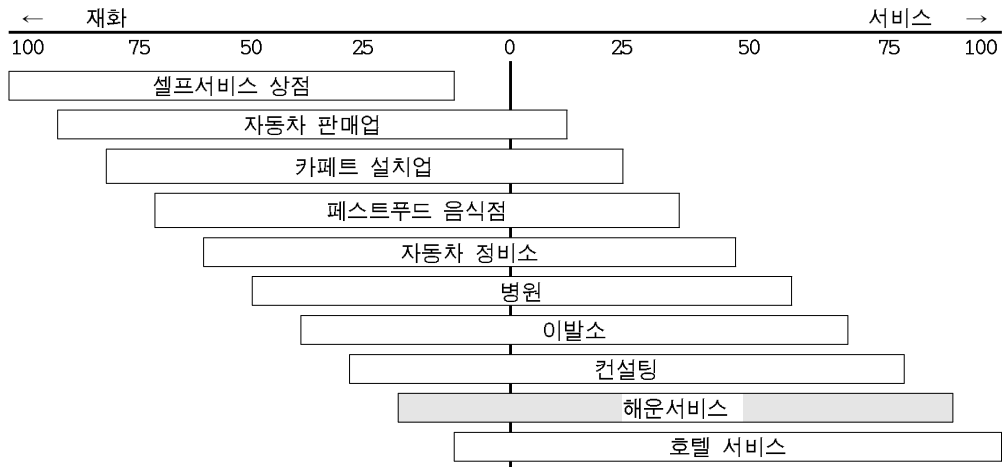 ← 재화 서비스 →
100 75 50 25 0 25 50 75 100
셀프서비스 상점
자동차 판매업
카페트 설치업
페스트푸드 음식점
자동차 정비소
병원
이발소
컨설팅
해운서비스
호텔 서비스